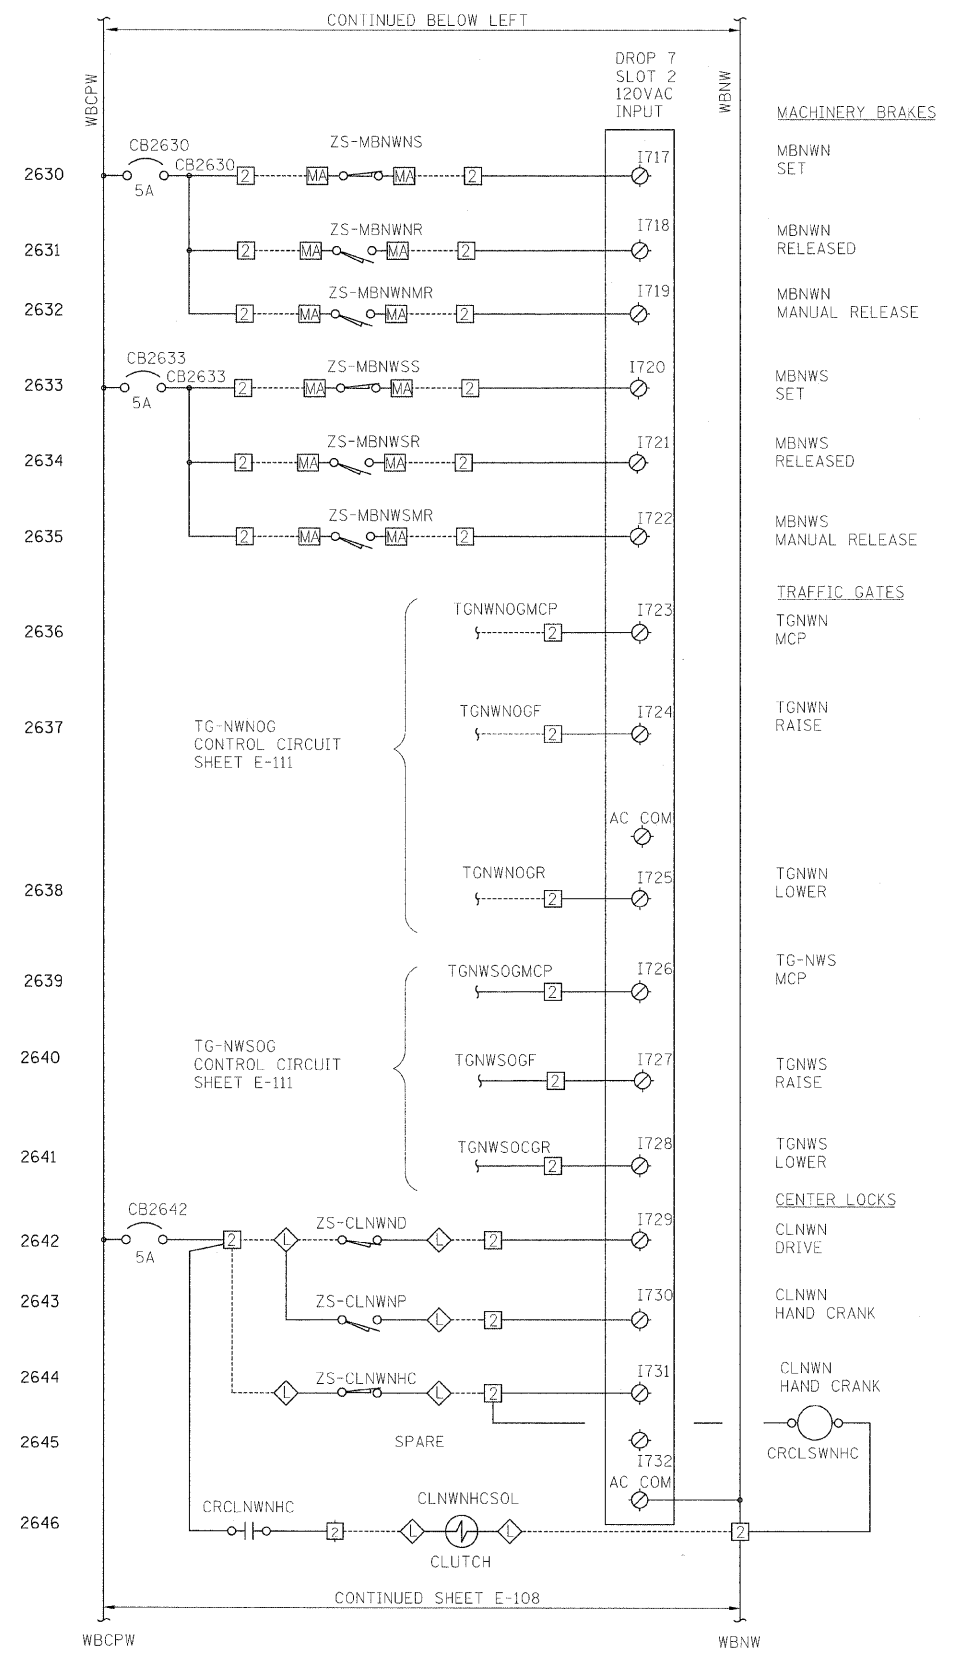 CONTINUED BELOW LEFT
WBCPW
DROP 7
SLOT 2
120VAC
INPUT
WBNW
MACHINERY BRAKES
2630
CB2630
5A
CB2630
2
MA
ZS-MBNWNS
MA
2
I717
MBNWN
SET
2631
2
MA
ZS-MBNWNR
MA
2
I718
MBNWN
RELEASED
2632
2
MA
ZS-MBNWNMR
MA
2
I719
MBNWN
MANUAL RELEASE
2633
CB2633
5A
CB2633
2
MA
ZS-MBNWSS
MA
2
I720
MBNWS
SET
2634
2
MA
ZS-MBNWSR
MA
2
I721
MBNWS
RELEASED
2635
2
MA
ZS-MBNWSMR
MA
2
I722
MBNWS
MANUAL RELEASE
TRAFFIC GATES
2636
TGNWNOGMCP
2
I723
TGNWN
MCP
2637
TG-NWNOG
CONTROL CIRCUIT
SHEET E-111
TGNWNOGF
2
I724
TGNWN
RAISE
AC COM
2638
TGNWNOGR
2
I725
TGNWN
LOWER
2639
TGNWSOGMCP
2
I726
TG-NWS
MCP
2640
TG-NWSOG
CONTROL CIRCUIT
SHEET E-111
TGNWSOGF
2
I727
TGNWS
RAISE
2641
TGNWSOCGR
2
I728
TGNWS
LOWER
CENTER LOCKS
2642
CB2642
5A
2
L
ZS-CLNWND
L
2
I729
CLNWN
DRIVE
2643
ZS-CLNWNP
L
2
I730
CLNWN
HAND CRANK
2644
L
ZS-CLNWNHC
L
2
I731
CLNWN
HAND CRANK
CRCLSWNHC
2645
SPARE
I732
AC COM
2646
CRCLNWNHC
2
L
CLNWNHCSOL
CLUTCH
L
2
CONTINUED SHEET E-108
WBCPW
WBNW